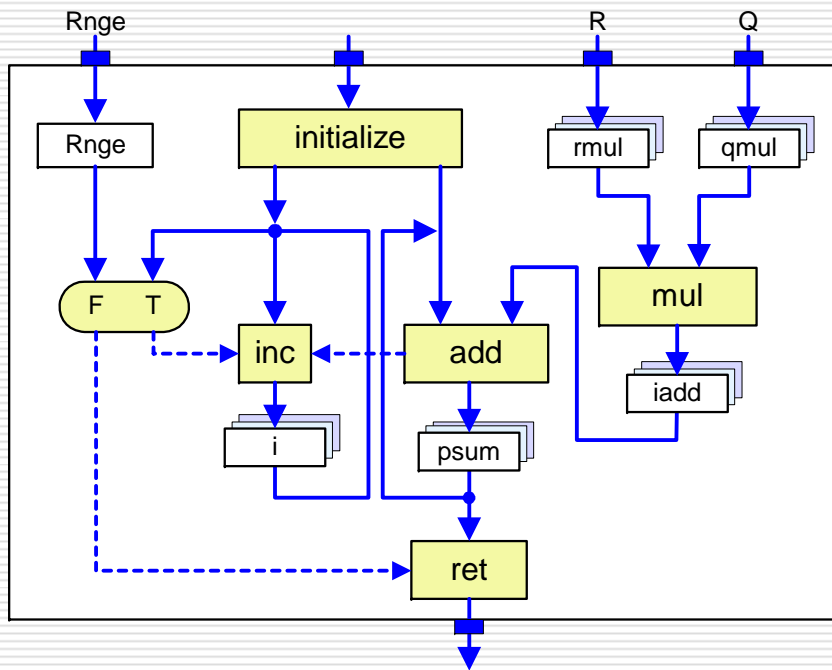 Rnge
R
Q
Rnge
initialize
rmul
qmul
F T
mul
inc
add
iadd
i
psum
ret